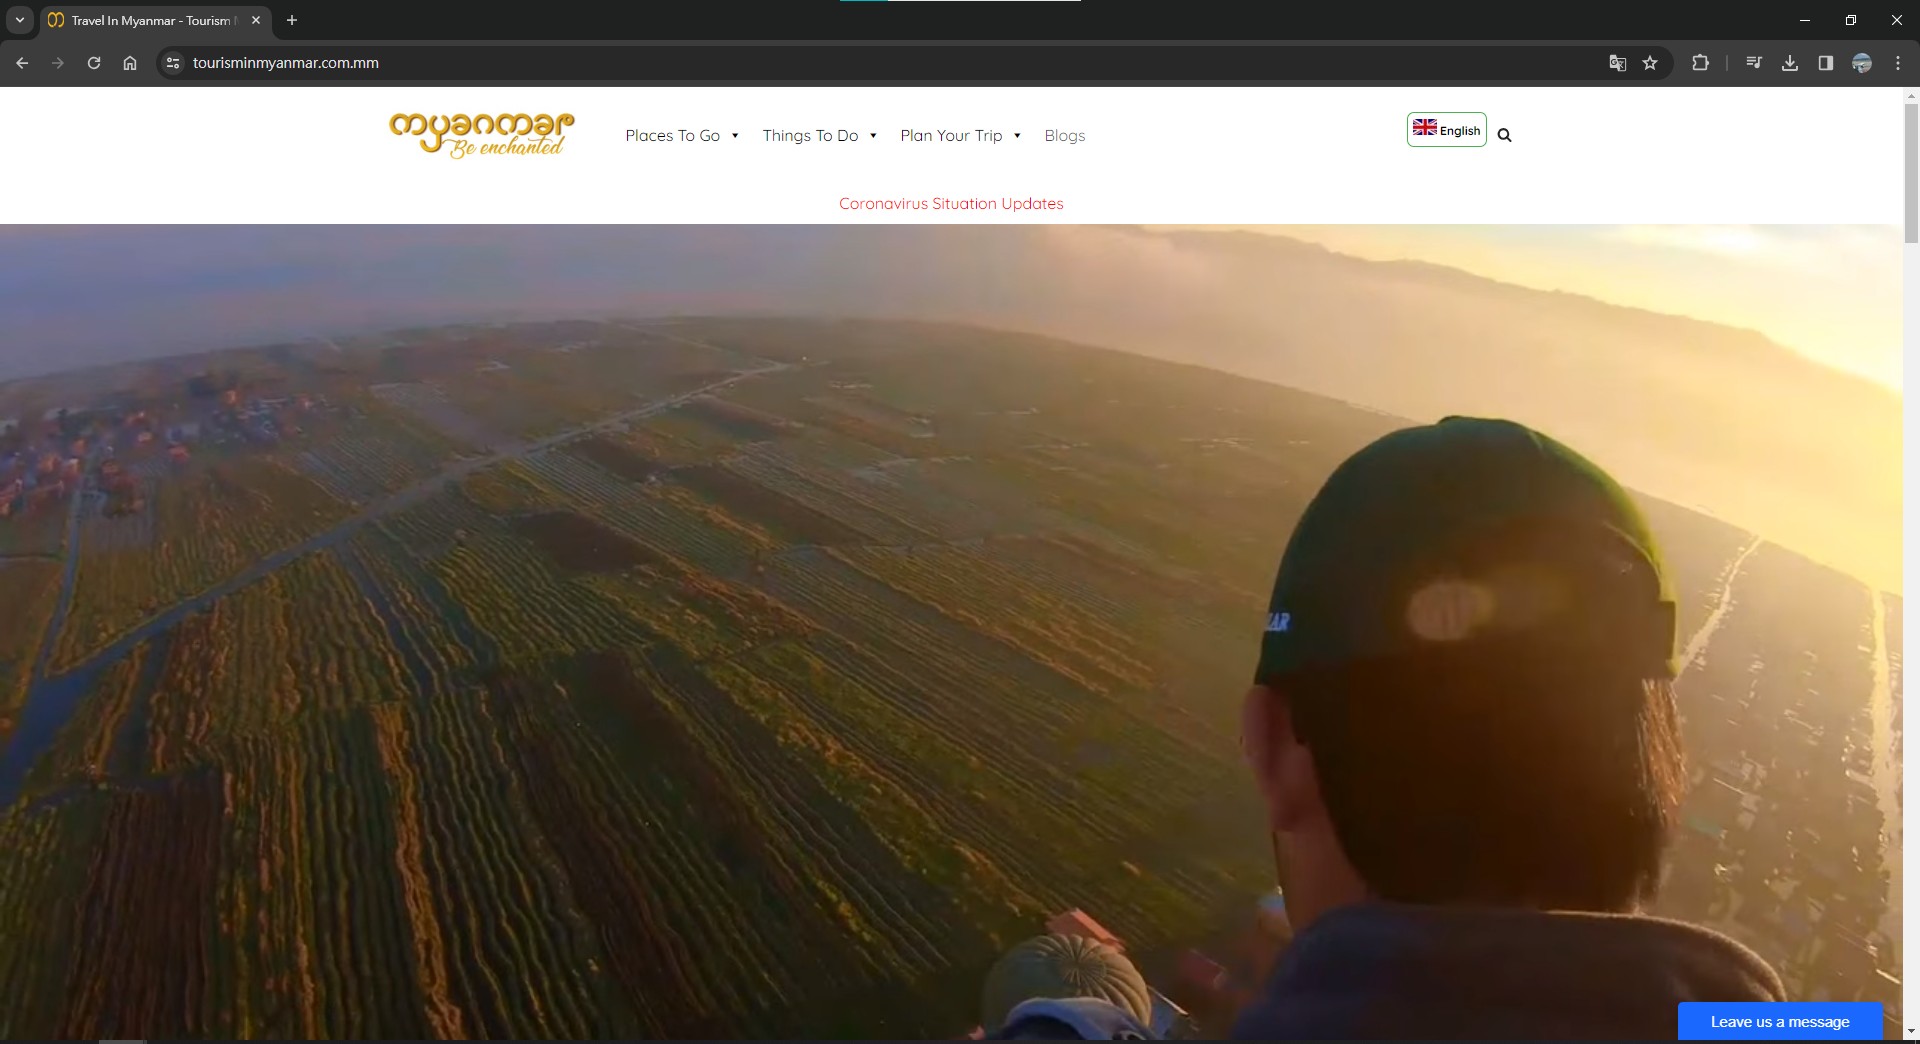 Travel In Myanmar - Tourism
tourisminmyanmar.com.mm
myanmar
Be enchanted
Places To Go
Things To Do
Plan Your Trip
Blogs
English
Coronavirus Situation Updates
Leave us a message